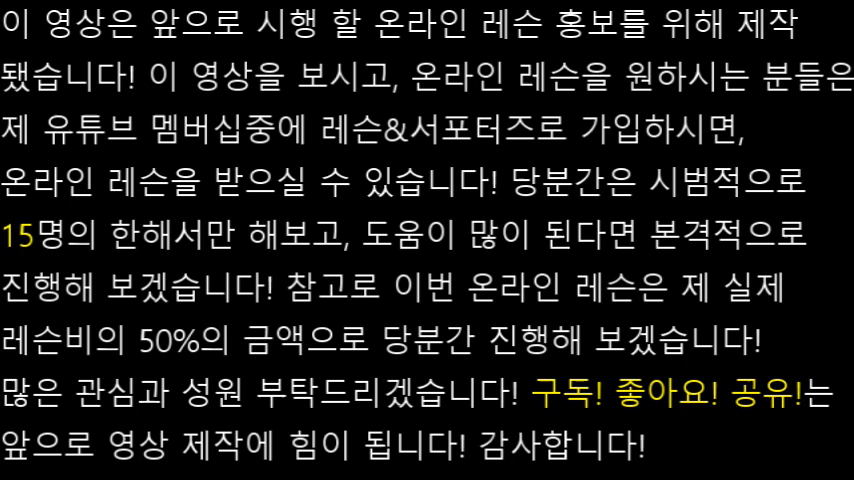 이 영상은 앞으로 시행 할 온라인 레슨 홍보를 위해 제작
됐습니다! 이 영상을 보시고, 온라인 레슨을 원하시는 분들은
제 유튜브 멤버십중에 레슨&서포터즈로 가입하시면,
온라인 레슨을 받으실 수 있습니다! 당분간은 시범적으로
15명의 한해서만 해보고, 도움이 많이 된다면 본격적으로
진행해 보겠습니다! 참고로 이번 온라인 레슨은 제 실제
레슨비의 50%의 금액으로 당분간 진행해 보겠습니다!
많은 관심과 성원 부탁드리겠습니다! 구독! 좋아요! 공유!는
앞으로 영상 제작에 힘이 됩니다! 감사합니다!